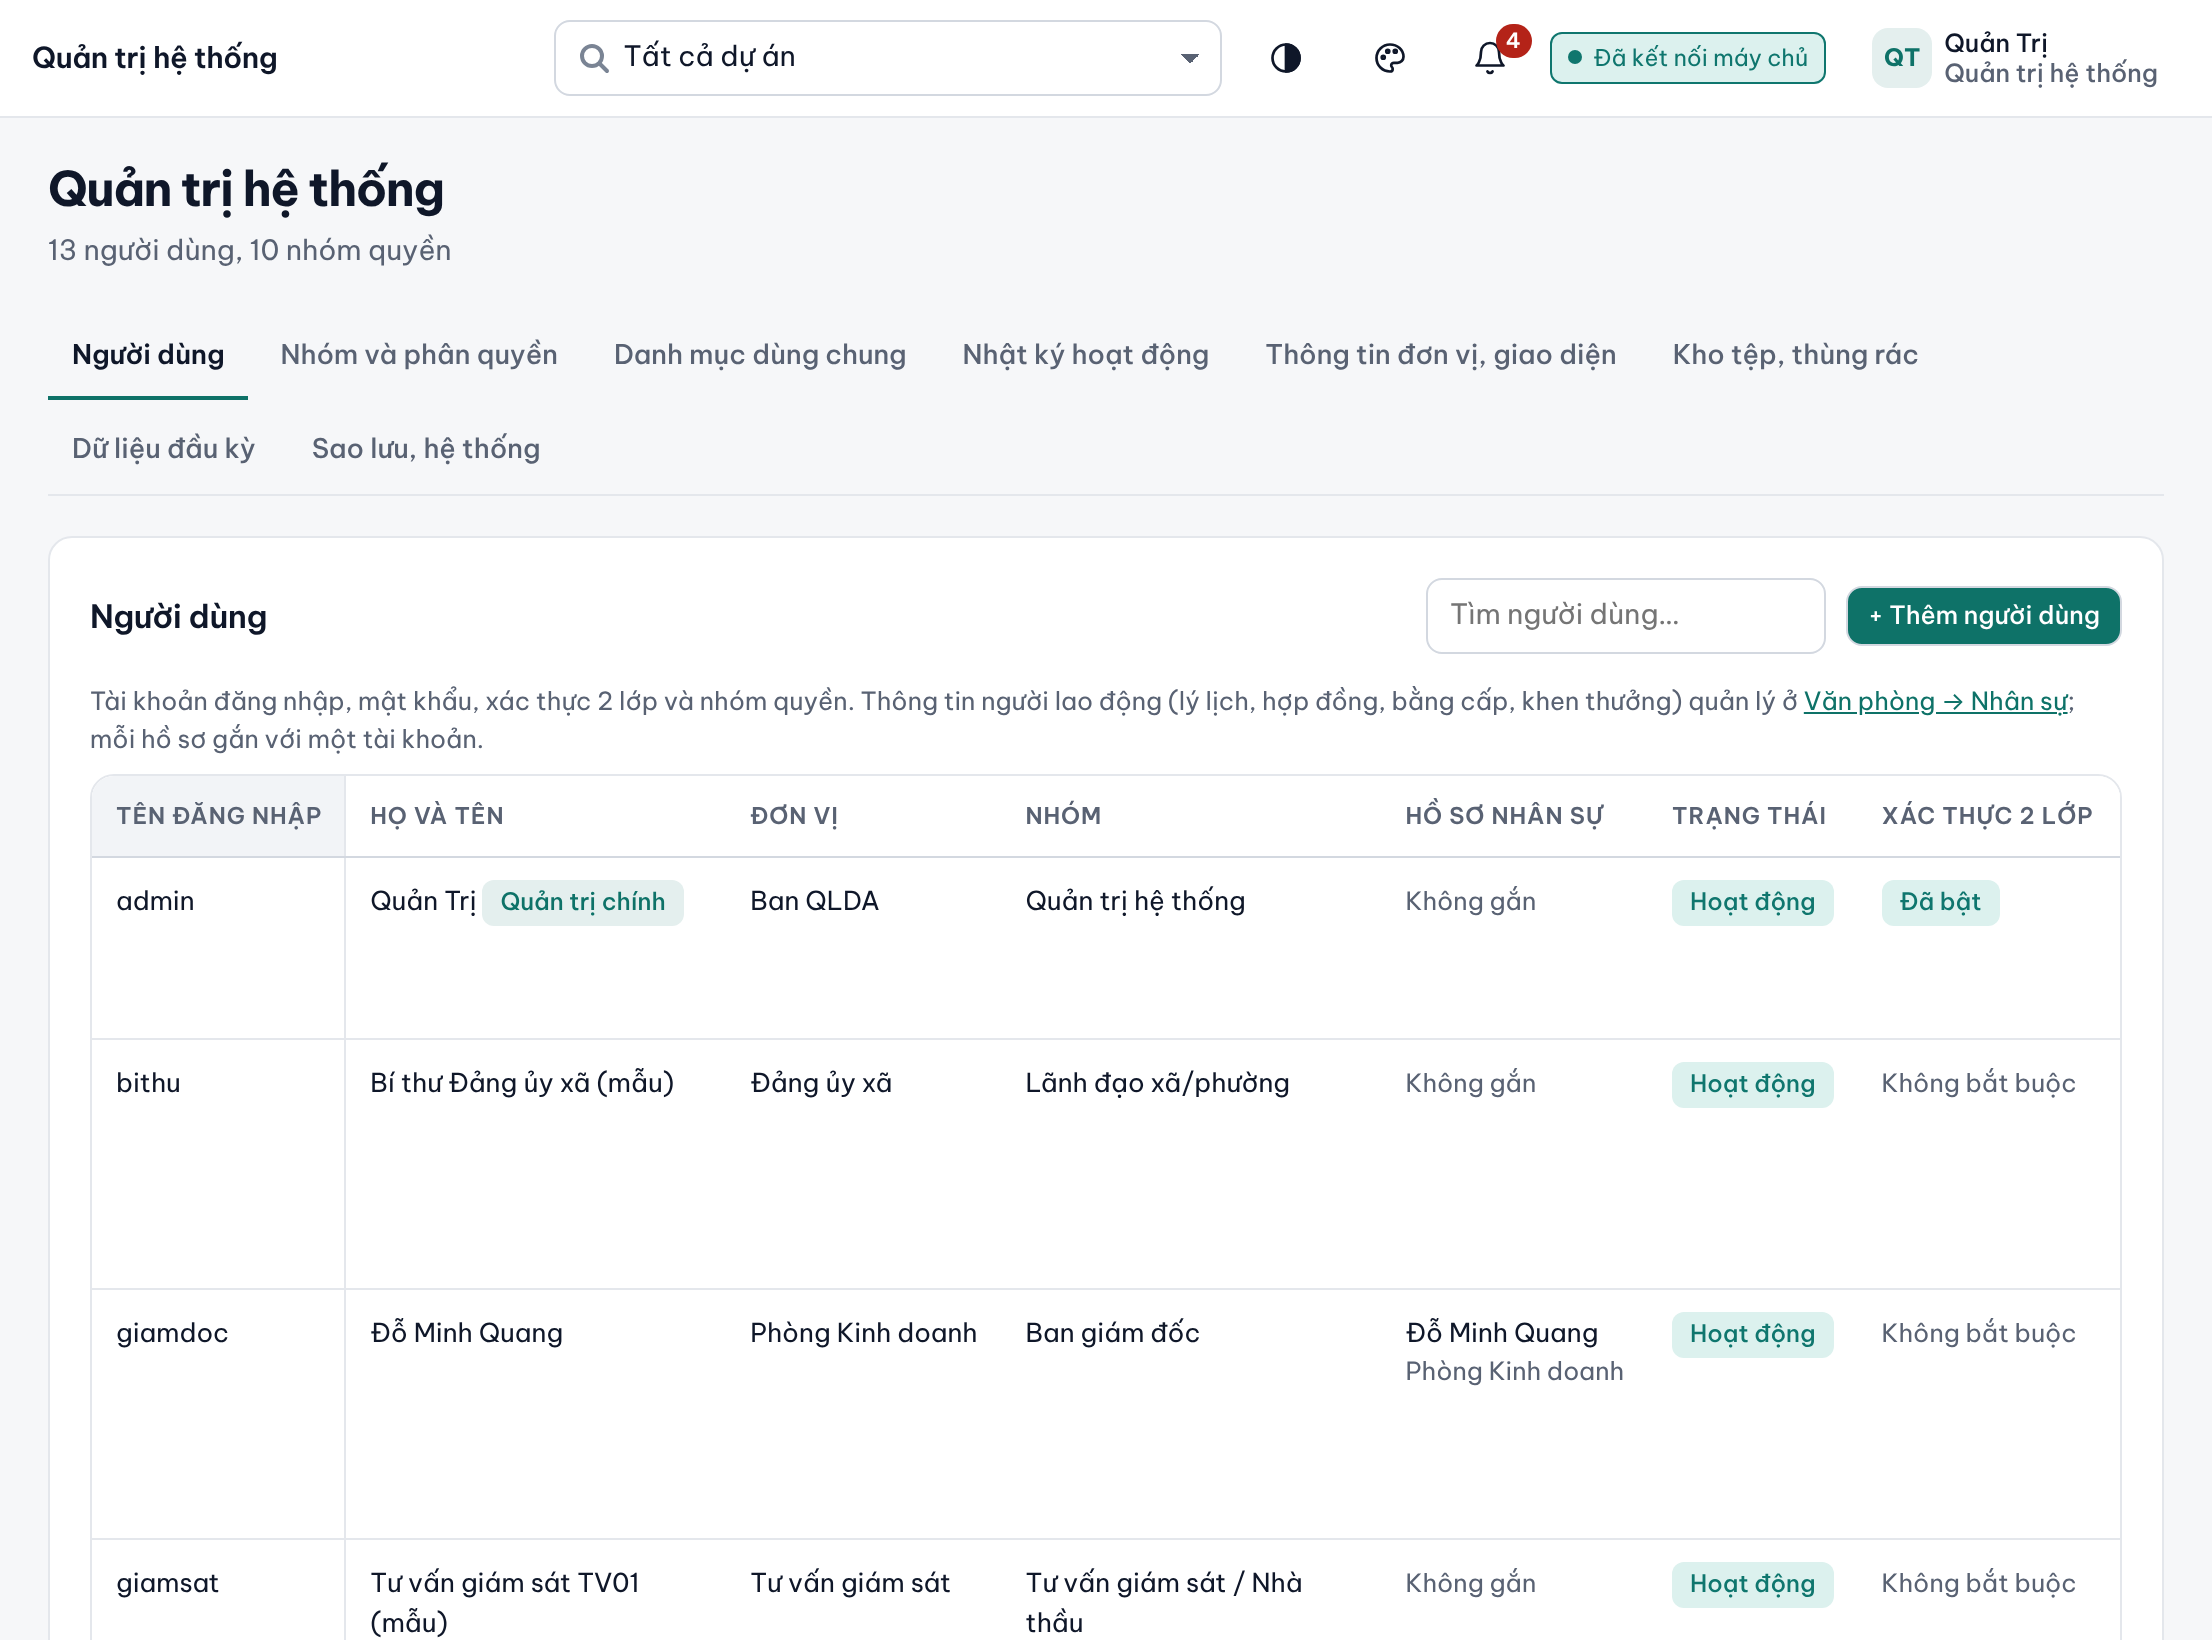 Quản trị hệ thống
Tất cả dự án
4
Đã kết nối máy chủ
QT
Quản Trị
Quản trị hệ thống
Quản trị hệ thống
13 người dùng, 10 nhóm quyền
Người dùng Nhóm và phân quyền Danh mục dùng chung Nhật ký hoạt động Thông tin đơn vị, giao diện Kho tệp, thùng rác
Dữ liệu đầu kỳ Sao lưu, hệ thống
Người dùng
Tìm người dùng...
+ Thêm người dùng
Tài khoản đăng nhập, mật khẩu, xác thực 2 lớp và nhóm quyền. Thông tin người lao động (lý lịch, hợp đồng, bằng cấp, khen thưởng) quản lý ở Văn phòng → Nhân sự;
mỗi hồ sơ gắn với một tài khoản.
TÊN ĐĂNG NHẬP HỌ VÀ TÊN ĐƠN VỊ NHÓM HỒ SƠ NHÂN SỰ TRẠNG THÁI XÁC THỰC 2 LỚP
admin Quản Trị Quản trị chính Ban QLDA Quản trị hệ thống Không gắn Hoạt động Đã bật
bithu Bí thư Đảng ủy xã (mẫu) Đảng ủy xã Lãnh đạo xã/phường Không gắn Hoạt động Không bắt buộc
giamdoc Đỗ Minh Quang Phòng Kinh doanh Ban giám đốc Đỗ Minh Quang Hoạt động Không bắt buộc
Phòng Kinh doanh
giamsat Tư vấn giám sát TV01 Tư vấn giám sát Tư vấn giám sát / Nhà Không gắn Hoạt động Không bắt buộc
(mẫu) thầu